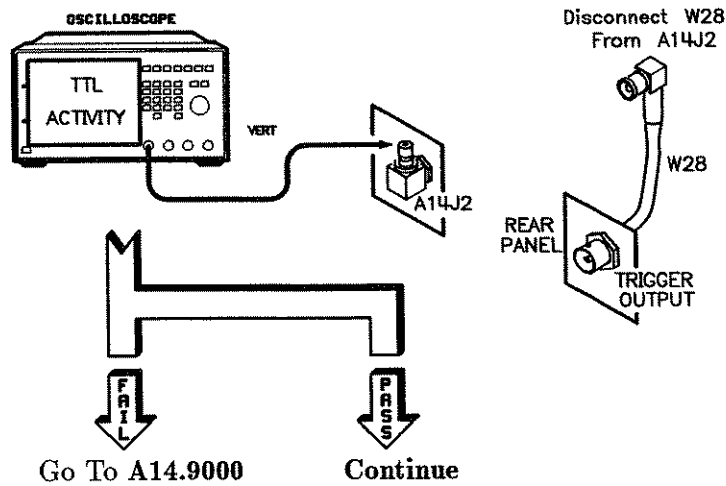 OSCILLOSCOPE
TTL
ACTIVITY
VERT
A14J2
Disconnect W28
From A14J2
W28
REAR
PANEL
TRIGGER
OUTPUT
FAIL
PASS
Go To A14.9000
Continue